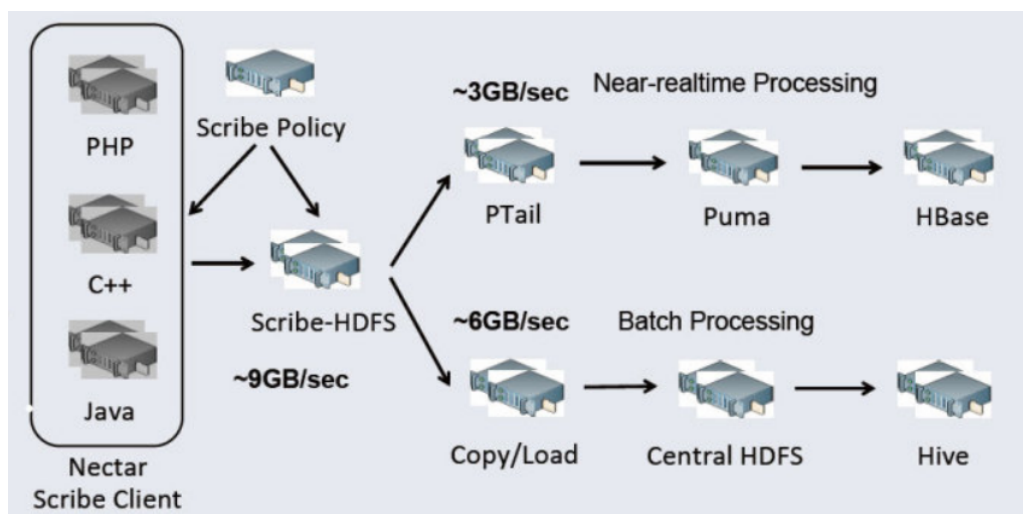 PHP
C++
Java
Nectar
Scribe Client
Scribe Policy
Scribe-HDFS
~9GB/sec
~3GB/sec
Near-realtime Processing
PTail
Puma
HBase
~6GB/sec
Batch Processing
Copy/Load
Central HDFS
Hive